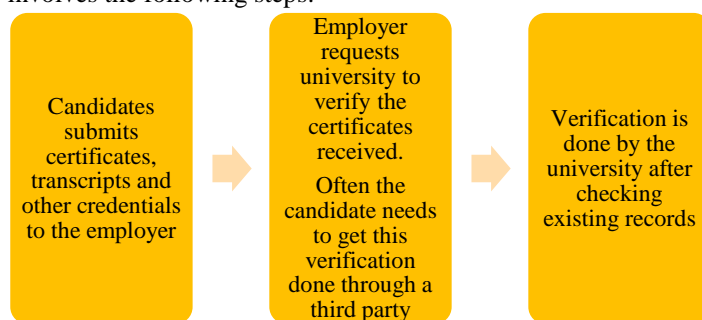 involves the following steps:
Candidates
submits
certificates,
transcripts and
other credentials
to the employer
Employer
requests
university to
verify the
certificates
received.
Often the
candidate needs
to get this
verification
done through a
third party
Verification is
done by the
university after
checking
existing records